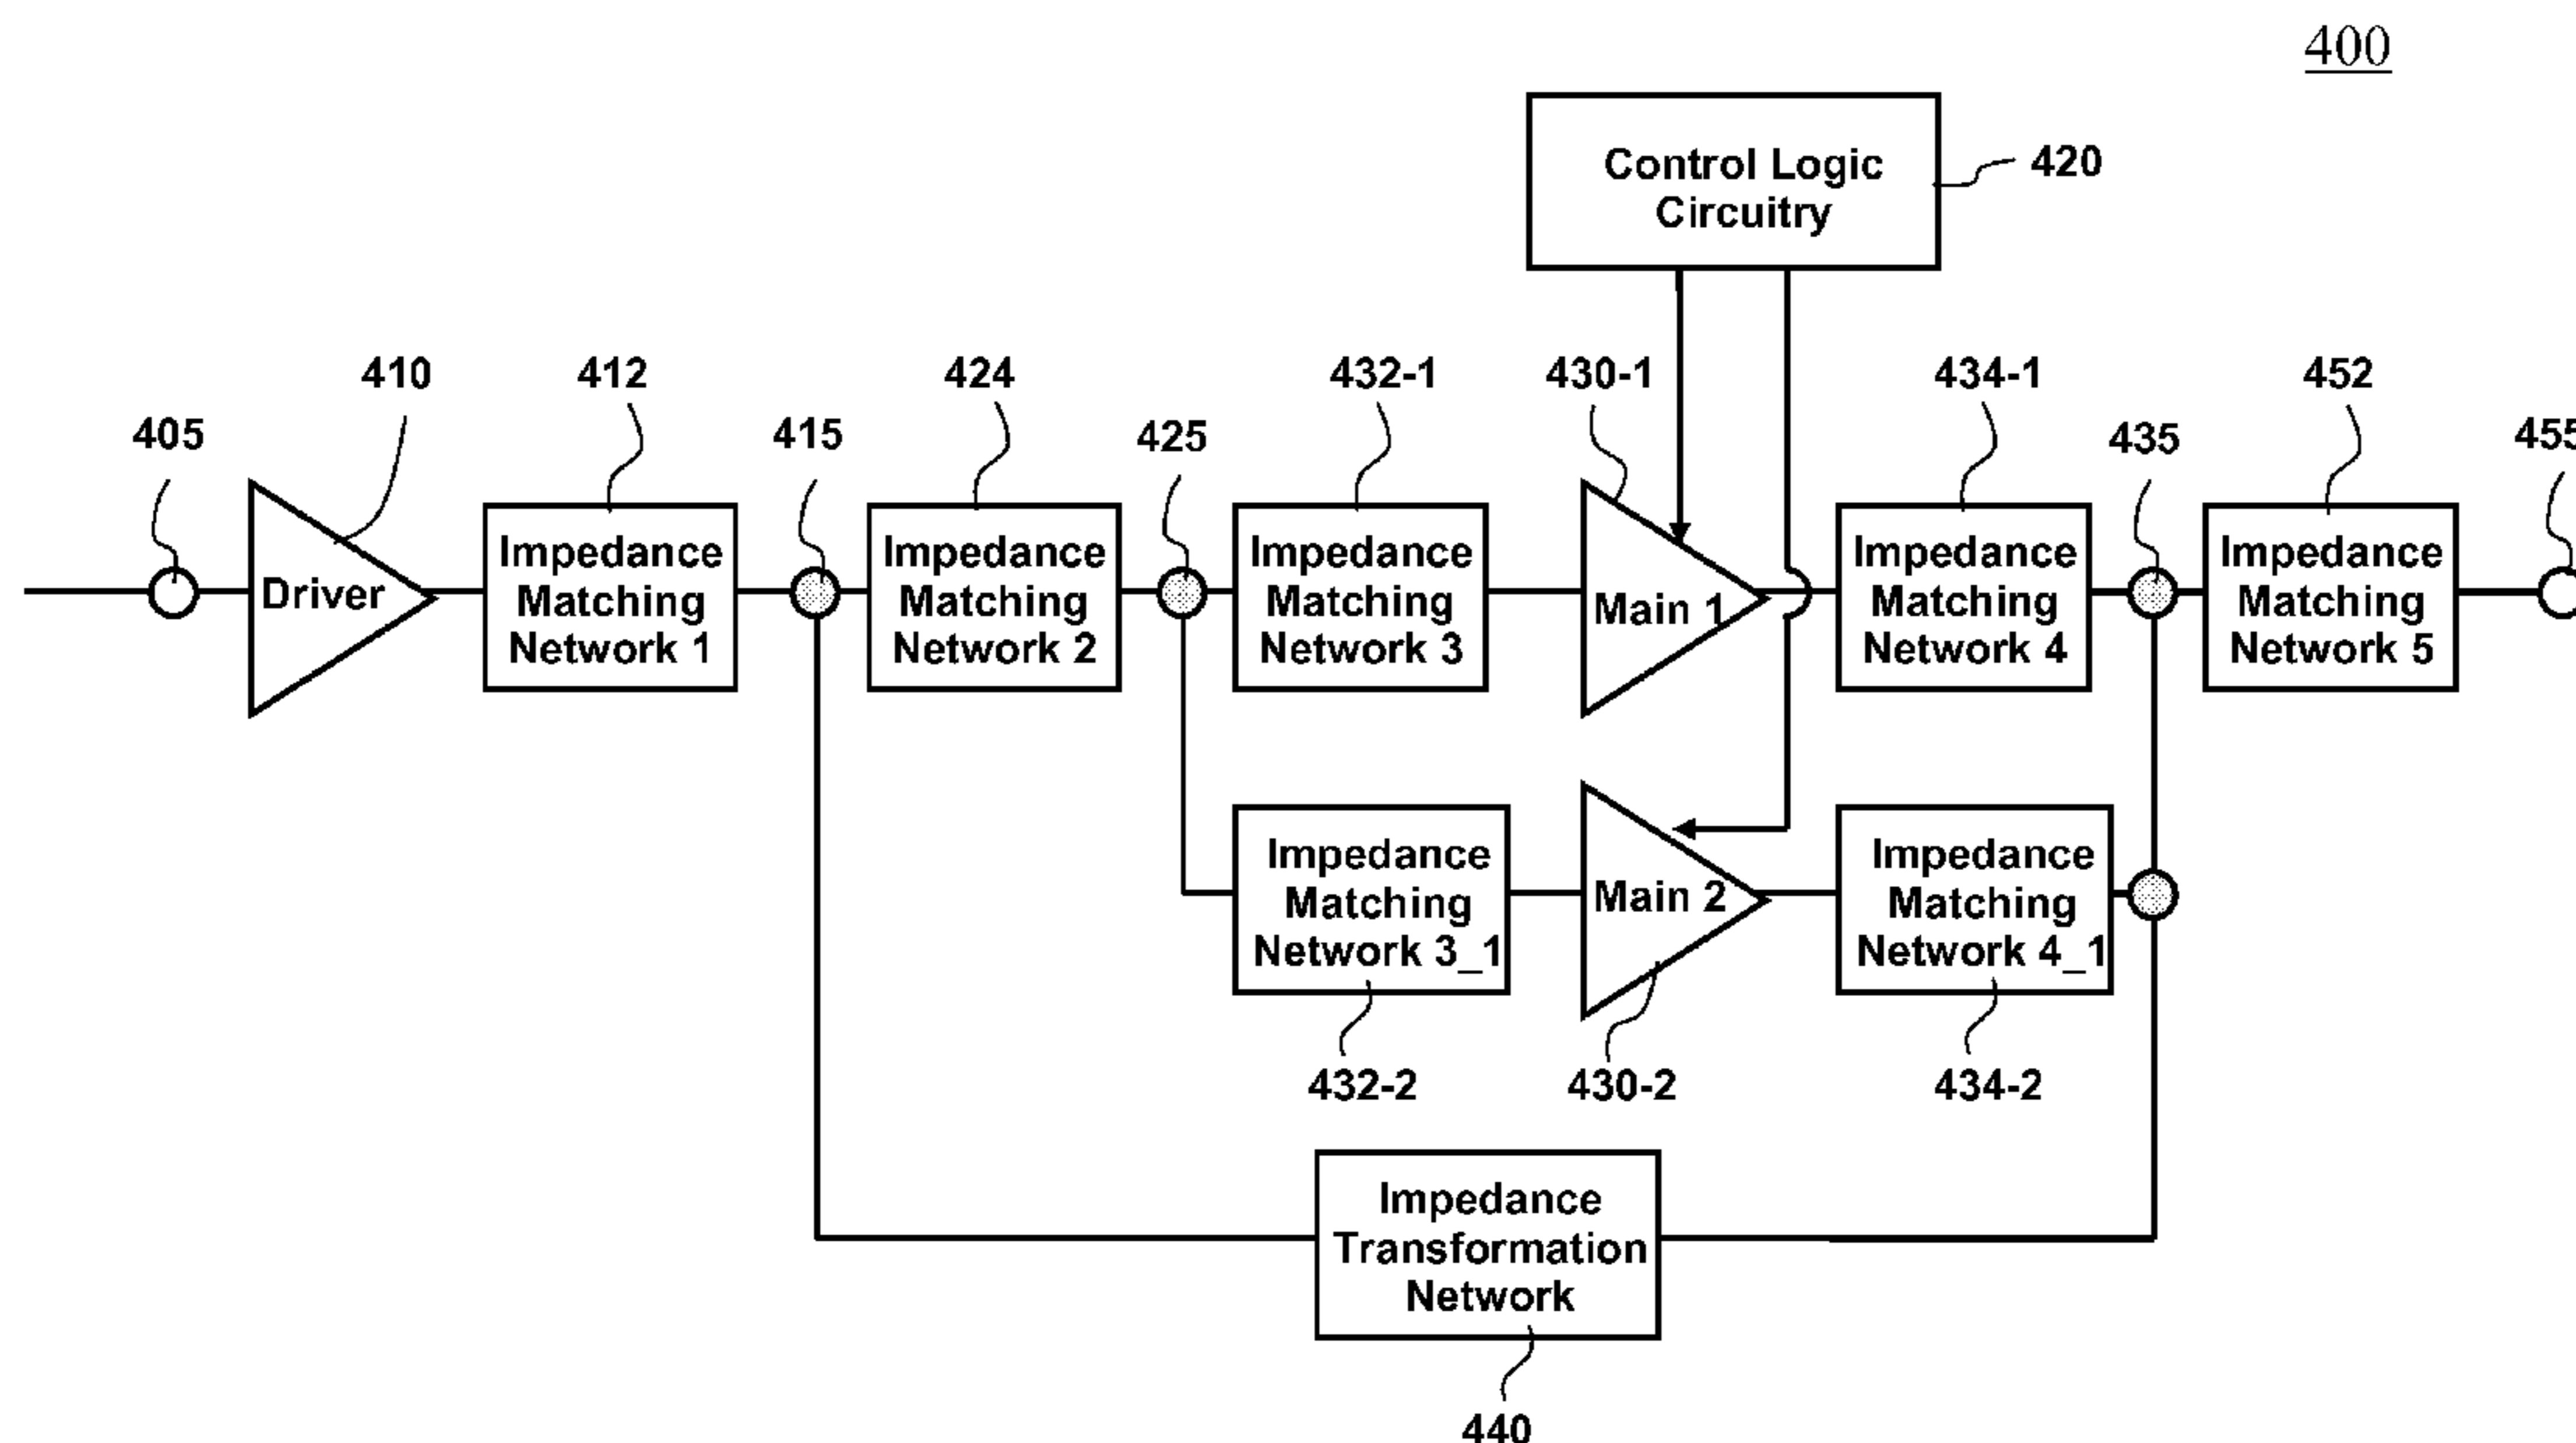 400
Control Logic
Circuitry
420
410
412
424
432-1
430-1
434-1
452
405
415
425
435
455
Driver
Impedance
Matching
Network 1
Impedance
Matching
Network 2
Impedance
Matching
Network 3
Main 1
Impedance
Matching
Network 4
Impedance
Matching
Network 5
Impedance
Matching
Network 3_1
Main 2
Impedance
Matching
Network 4_1
432-2
430-2
434-2
Impedance
Transformation
Network
440